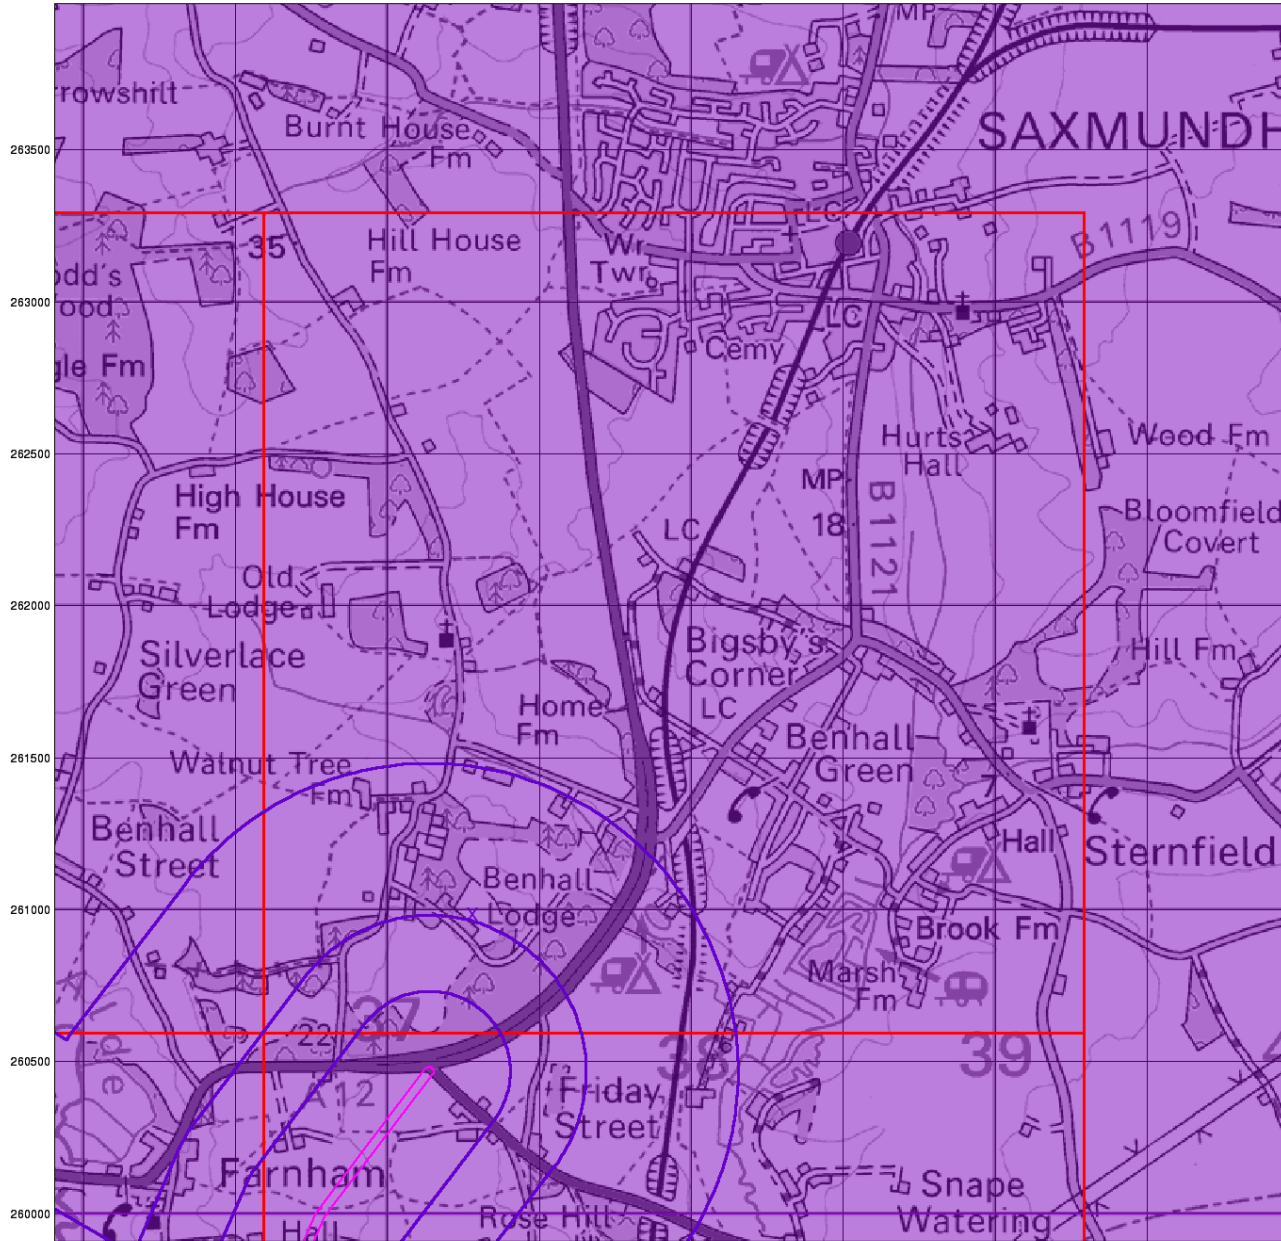 MP
rrowshilt
Burnt House
Fm
SAXMUNDH
263500
LC
35
Hill House
Fm
Wr
Twr
B1119
odd's
ood
263000
LC
Cemy
gle Fm
Hurts
Hall
Wood Fm
262500
High House
Fm
MP
18
B1121
LC
Bloomfield
Covert
Old
Lodge
262000
Silverlace
Green
Bigsby's
Corner
Hill Fm
Home
Fm
LC
Benhall
Green
261500
Walnut Tree
Fm
Benhall
Street
Hall
Sternfield
Benhall
Lodge
261000
Brook Fm
Marsh
Fm
37
22
38
39
4
Alde
260500
A12
Friday
Street
Farnham
Snape
Watering
260000
Hall
Rose Hill